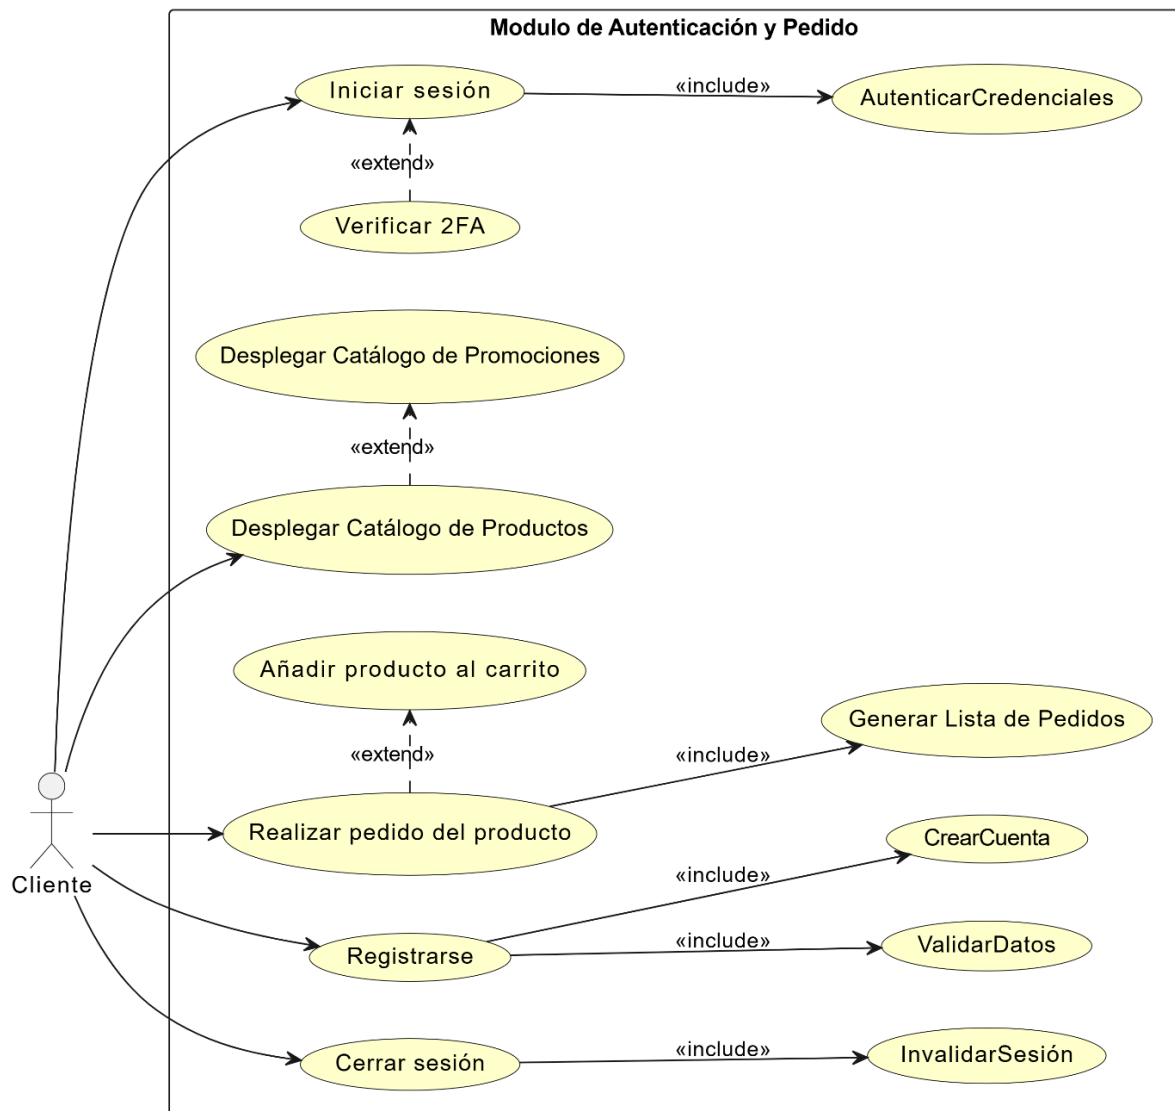 Modulo de Autenticación y Pedido
Iniciar sesión
«include»
AutenticarCredenciales
«extend»
Verificar 2FA
Desplegar Catálogo de Promociones
«extend»
Desplegar Catálogo de Productos
Añadir producto al carrito
Generar Lista de Pedidos
«extend»
«include»
Realizar pedido del producto
CrearCuenta
«include»
Cliente
Registrarse
«include»
ValidarDatos
Cerrar sesión
«include»
InvalidarSesión